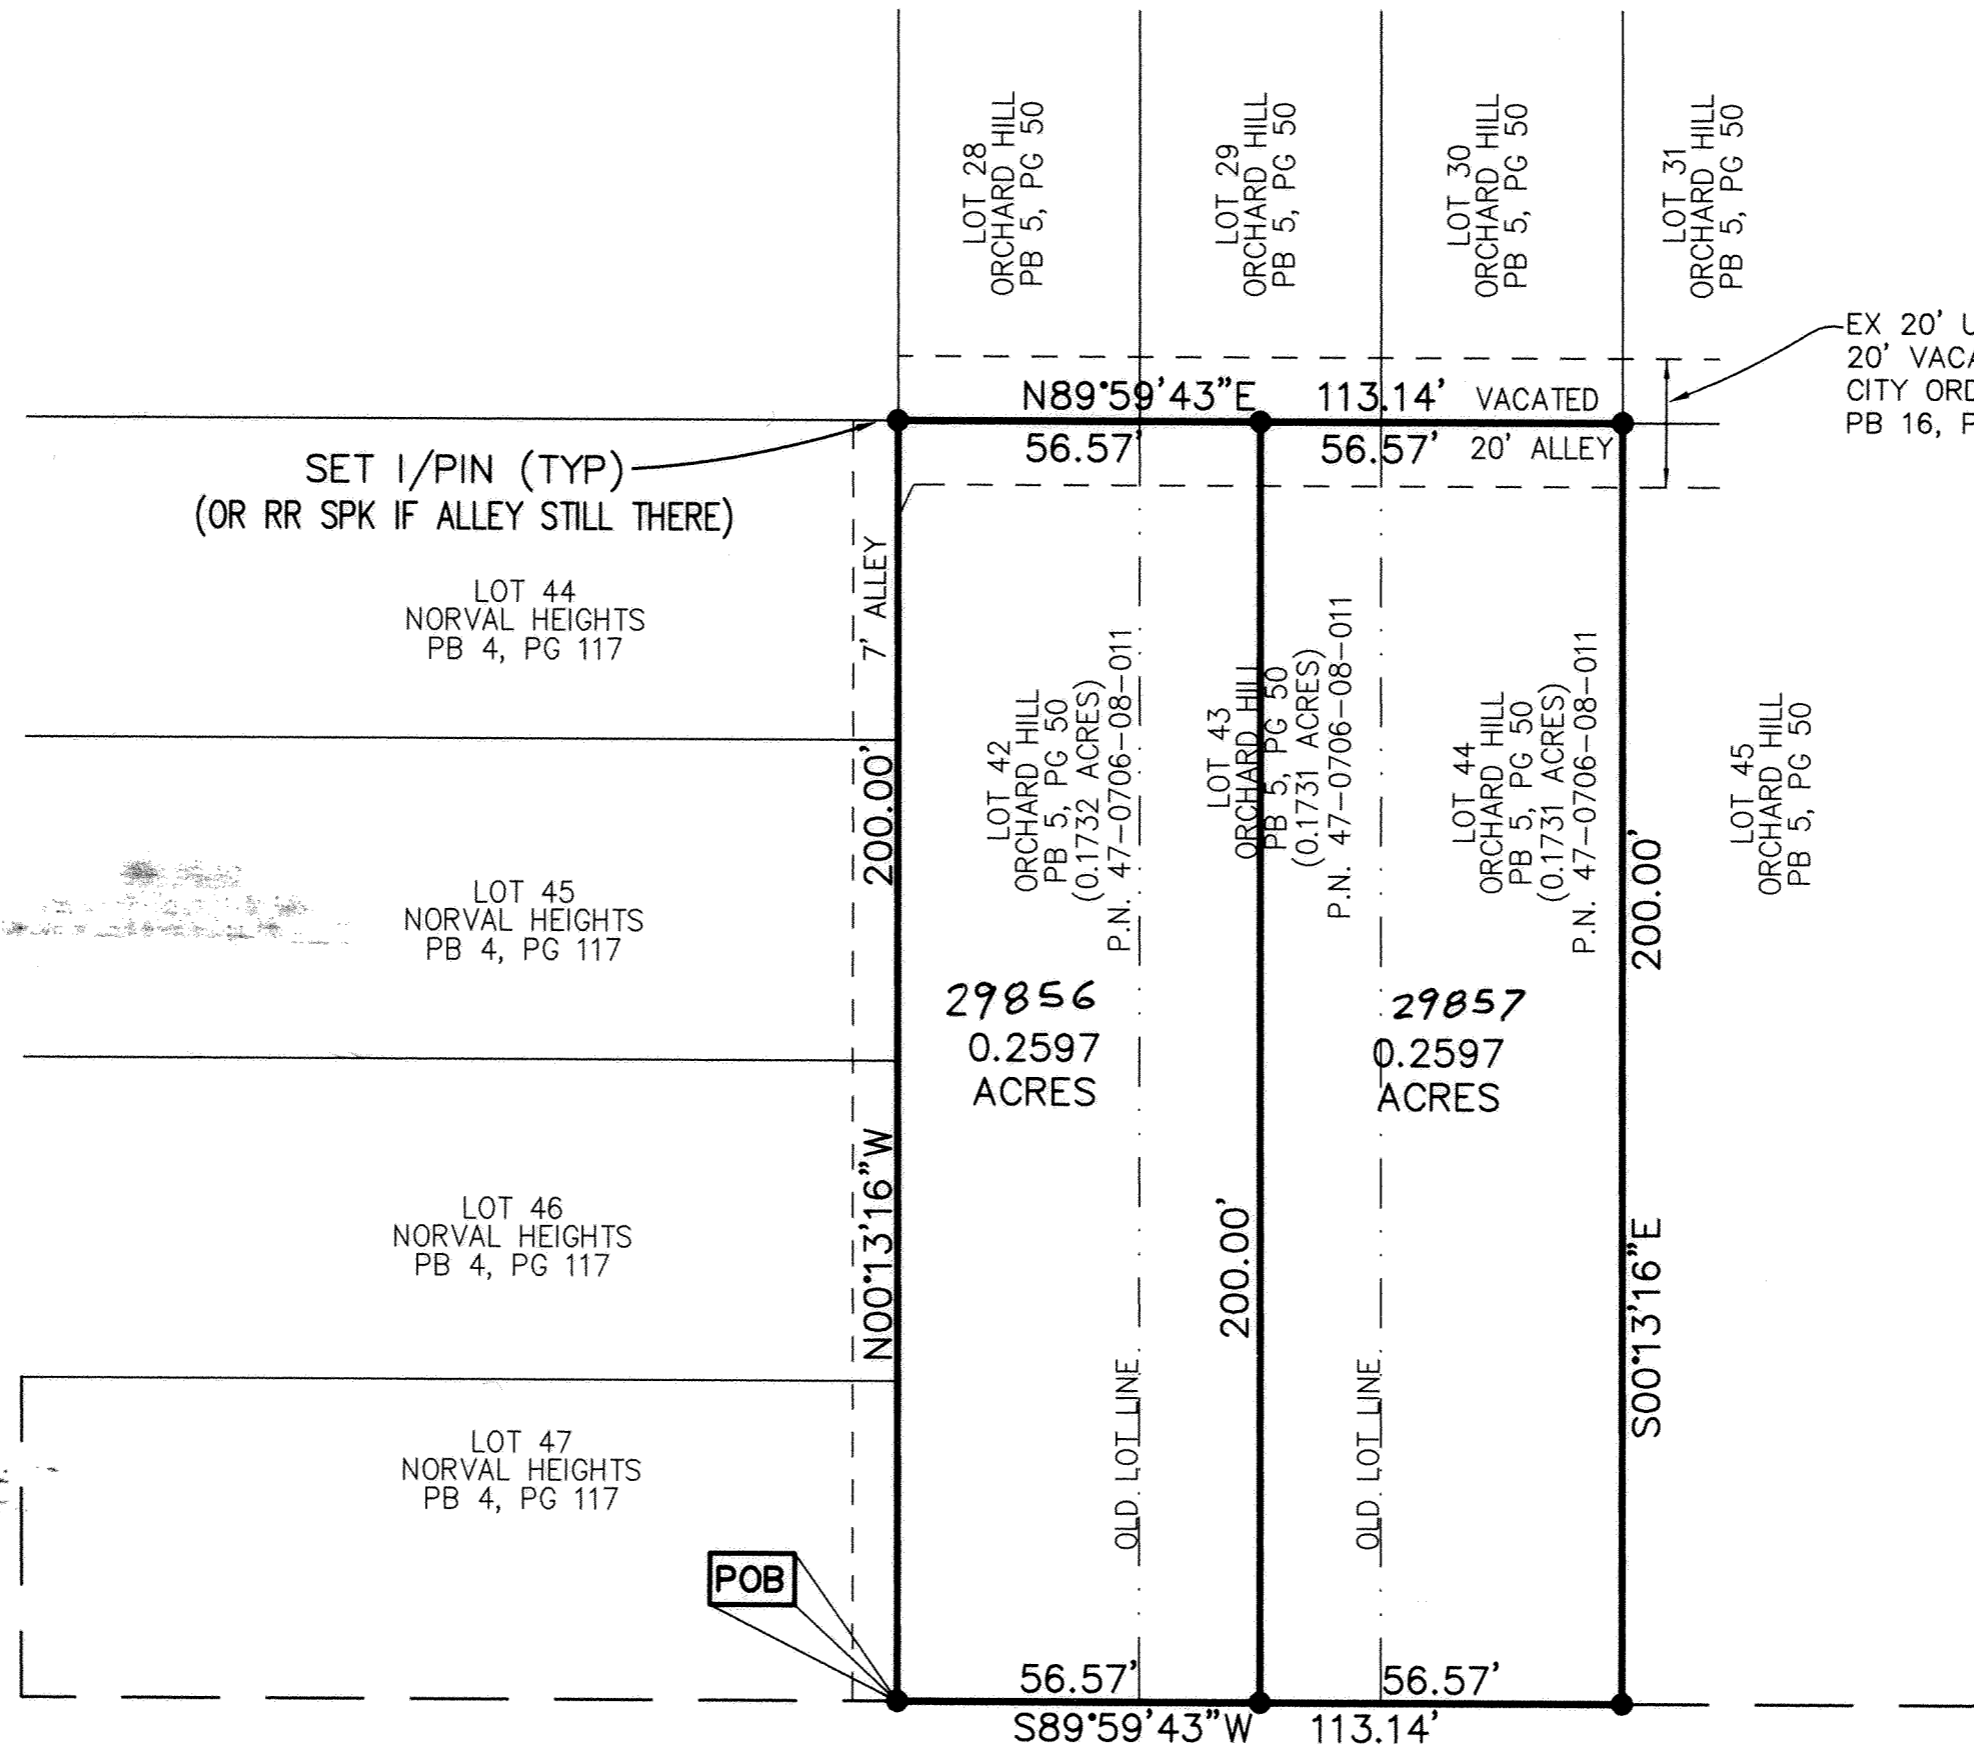 LOT 28
ORCHARD HILL
PB 5, PG 50
LOT 29
ORCHARD HILL
PB 5, PG 50
LOT 30
ORCHARD HILL
PB 5, PG 50
LOT 31
ORCHARD HILL
PB 5, PG 50
EX 20' U
20' VACA
CITY ORD
PB 16, P
N89°59'43"E 113.14' VACATED
56.57' 56.57' 20' ALLEY
SET I/PIN (TYP)
(OR RR SPK IF ALLEY STILL THERE)
7' ALLEY
LOT 44
NORVAL HEIGHTS
PB 4, PG 117
LOT 45
NORVAL HEIGHTS
PB 4, PG 117
LOT 46
NORVAL HEIGHTS
PB 4, PG 117
LOT 47
NORVAL HEIGHTS
PB 4, PG 117
200.00'
N00°13'16"W
LOT 42
ORCHARD HILL
PB 5, PG 50
(0.1732 ACRES)
P.N. 47-0706-08-011
LOT 43
ORCHARD HILL
PB 5, PG 50
(0.1731 ACRES)
P.N. 47-0706-08-011
LOT 44
ORCHARD HILL
PB 5, PG 50
(0.1731 ACRES)
P.N. 47-0706-08-011
LOT 45
ORCHARD HILL
PB 5, PG 50
29856
0.2597
ACRES
29857
0.2597
ACRES
200.00'
200.00'
S00°13'16"E
OLD LOT LINE
OLD LOT LINE
POB
56.57' 56.57'
S89°59'43"W 113.14'